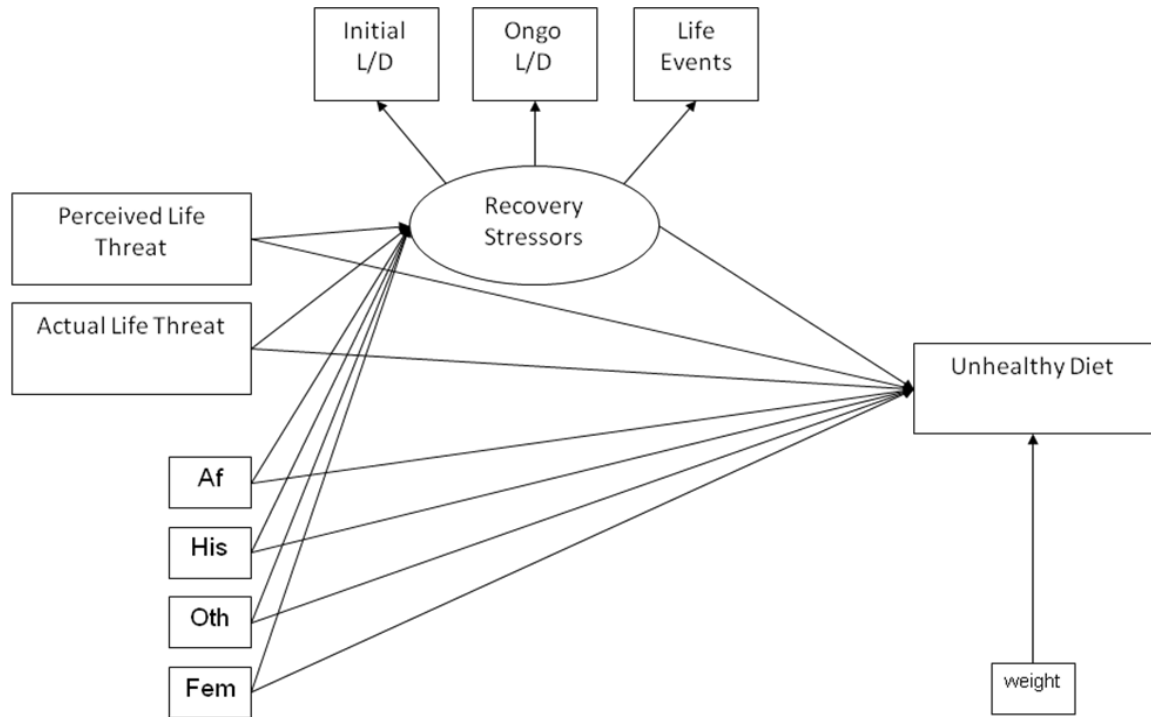 Initial
L/D
Ongo
L/D
Life
Events
Recovery
Stressors
Perceived Life
Threat
Actual Life Threat
Unhealthy Diet
Af
His
Oth
Fem
weight